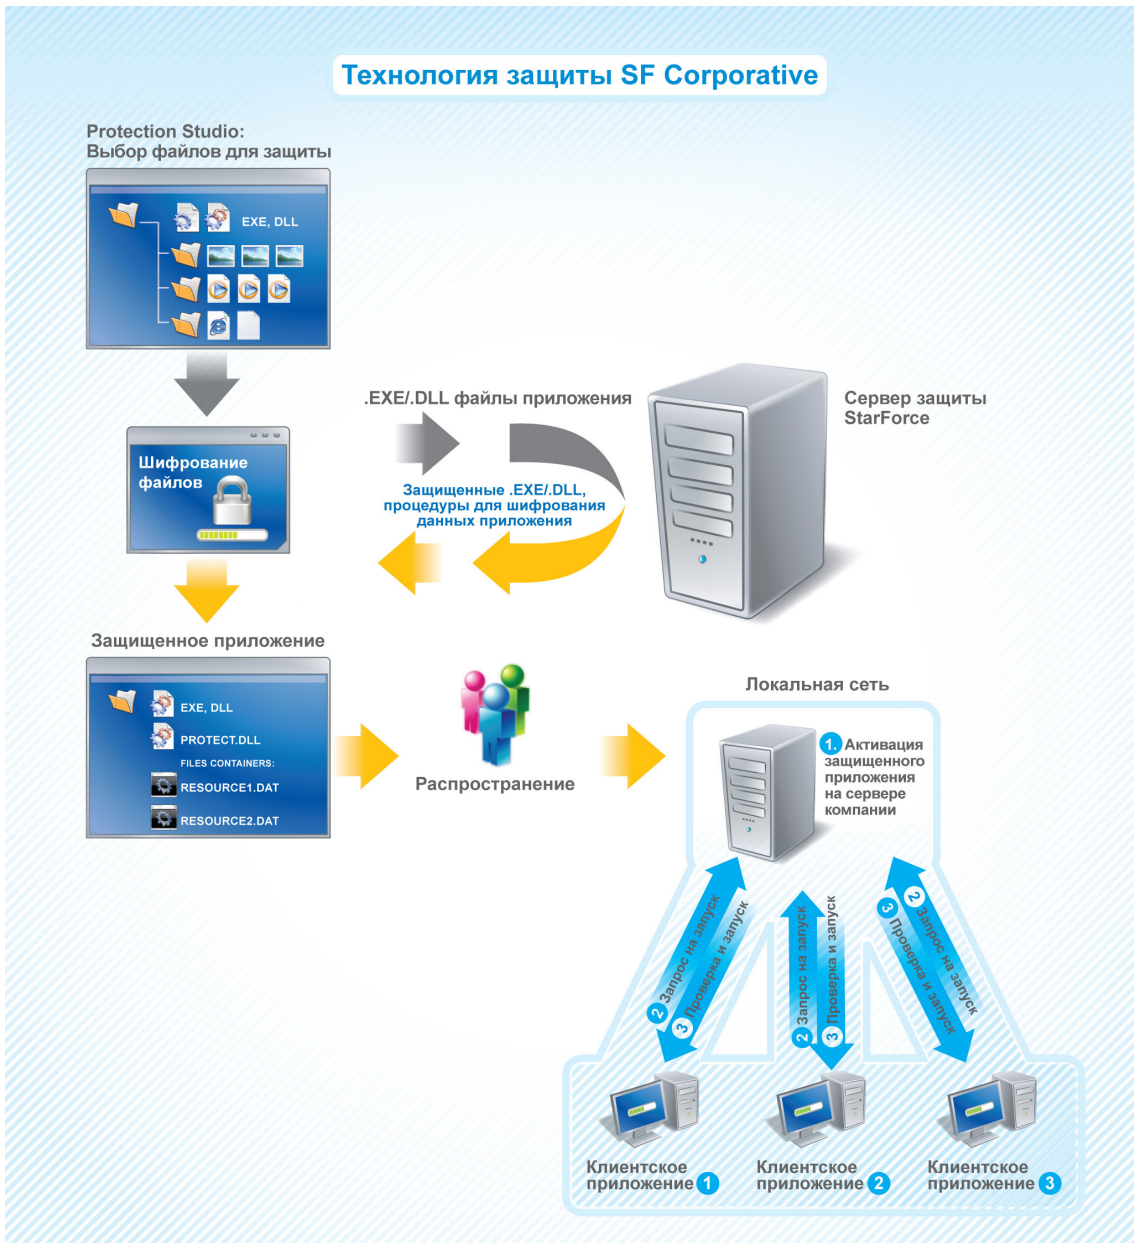 Технология защиты SF Corporative
Protection Studio:
Выбор файлов для защиты
EXE, DLL
.EXE/.DLL файлы приложения
Сервер защиты
StarForce
Шифрование
файлов
Защищенные .EXE/.DLL,
процедуры для шифрования
данных приложения
Защищенное приложение
EXE, DLL
PROTECT.DLL
FILES CONTAINERS:
RESOURCE1.DAT
RESOURCE2.DAT
Распространение
Локальная сеть
1. Активация
защищенного
приложения
на сервере
компании
2 Запрос на запуск
3 Проверка и запуск
2 Запрос на запуск
3 Проверка и запуск
2 Запрос на запуск
3 Проверка и запуск
Клиентское
приложение 1
Клиентское
приложение 2
Клиентское
приложение 3